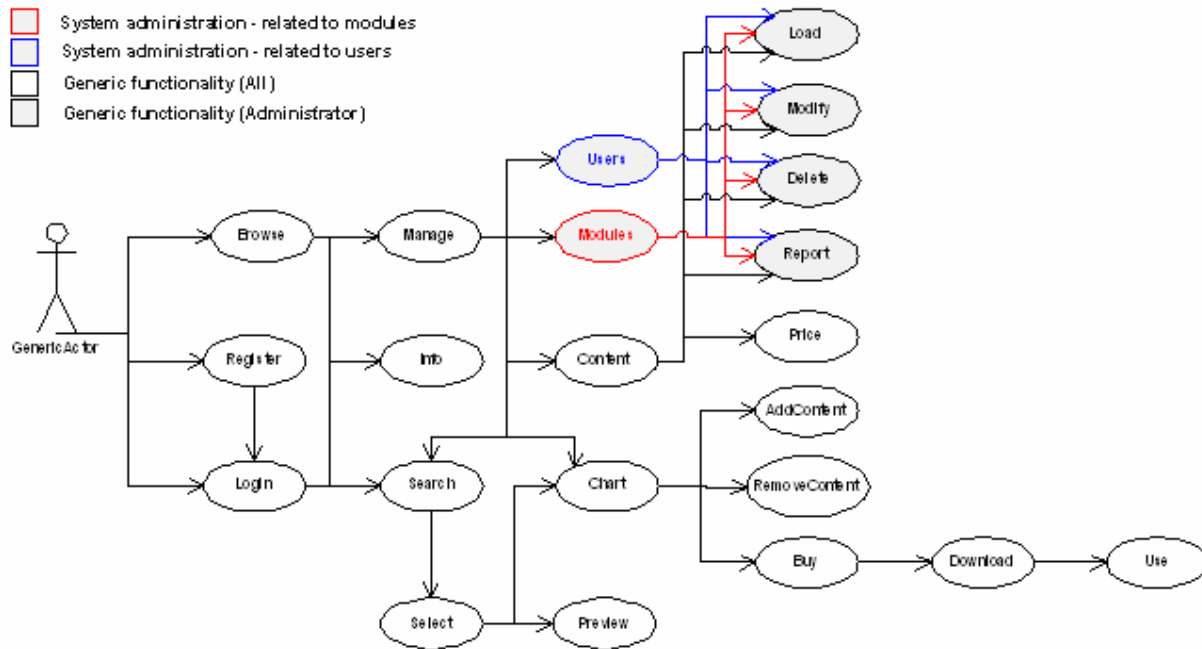 System administration - related to modules
System administration - related to users
Generic functionality (All)
Generic functionality (Administrator)
Load
Modify
Users
Delete
Browse
Manage
Modules
Report
GenericActor
Register
Info
Content
Price
AddContent
Login
Search
Chart
RemoveContent
Buy
Download
Use
Select
Preview